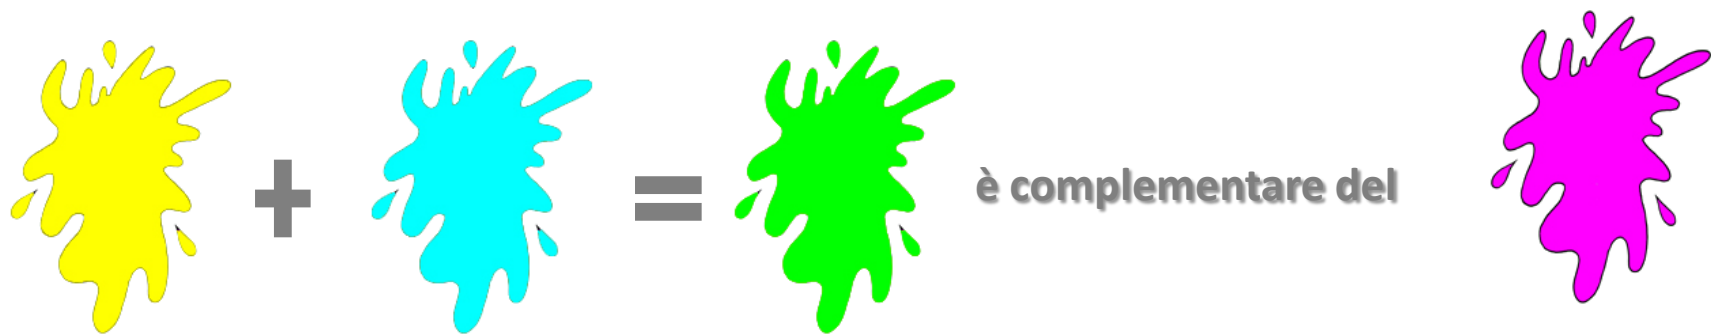 + = è complementare del